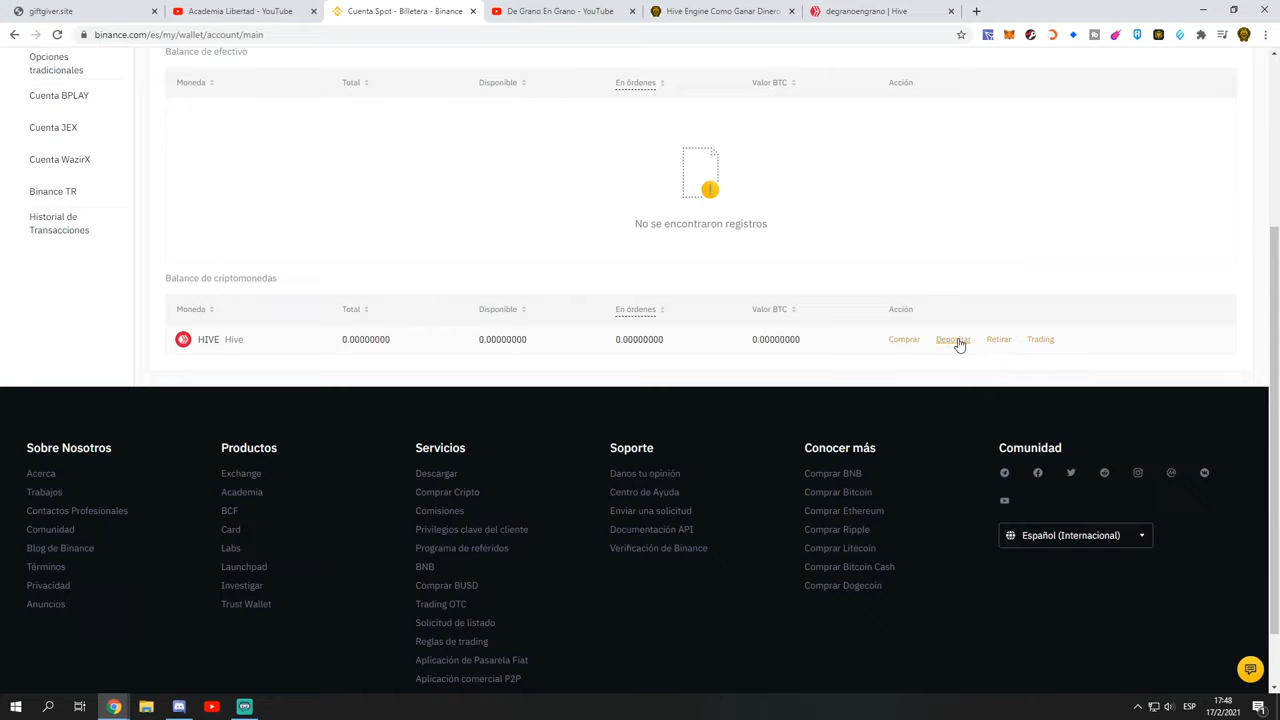 giftgiver.site
Academia Libertad - YouTube
Cuenta Spot - Billetera - Binance
De Grano En Grano - YouTube
Hive Engine Como Ganar Dinero
degranoengrano | Hive
binance.com/es/my/wallet/account/main
Opciones
tradicionales
Cuenta BPLAY
Cuenta JEX
Cuenta WazirX
Binance TR
Historial de
Transacciones
Balance de efectivo
Moneda Total Disponible En órdenes Valor BTC Acción
No se encontraron registros
Balance de criptomonedas
Moneda Total Disponible En órdenes Valor BTC Acción
HIVE Hive 0.00000000 0.00000000 0.00000000 0.00000000 Comprar Depositar Retirar Trading
Sobre Nosotros
Acerca
Trabajos
Contactos Profesionales
Comunidad
Blog de Binance
Términos
Privacidad
Anuncios
Productos
Exchange
Academia
BCF
Card
Labs
Launchpad
Investigar
Trust Wallet
Servicios
Descargar
Comprar Cripto
Comisiones
Privilegios clave del cliente
Programa de referidos
BNB
Comprar BUSD
Trading OTC
Solicitud de listado
Reglas de trading
Aplicación de Pasarela Fiat
Aplicación comercial P2P
Soporte
Danos tu opinión
Centro de Ayuda
Enviar una solicitud
Documentación API
Verificación de Binance
Conocer más
Comprar BNB
Comprar Bitcoin
Comprar Ethereum
Comprar Ripple
Comprar Litecoin
Comprar Bitcoin Cash
Comprar Dogecoin
Comunidad
Español (Internacional)
ESP
17:48
17/2/2021